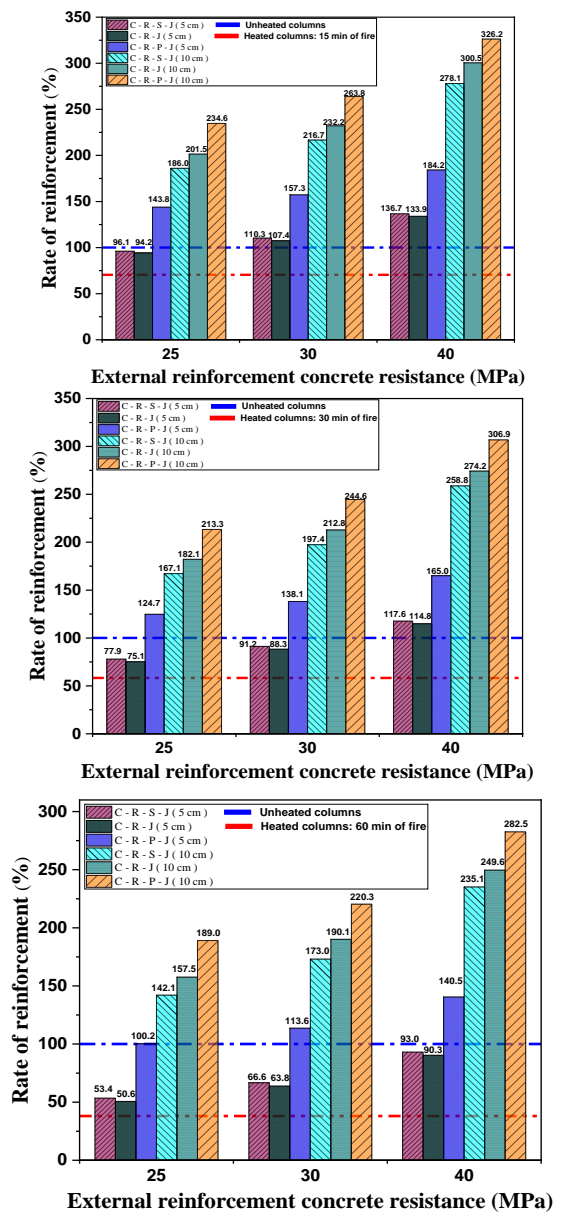 350
300
250
200
150
100
50
0
Rate of reinforcement (%)
C - R - S - J ( 5 cm ) Unheated columns
C - R - J ( 5 cm ) Heated columns: 15 min of fire
C - R - P - J ( 5 cm )
C - R - S - J ( 10 cm )
C - R - J ( 10 cm )
C - R - P - J ( 10 cm )
96.1 94.2 143.8 186.0 201.5 234.6
110.3 107.4 157.3 216.7 232.2 263.8
136.7 133.9 184.2 278.1 300.5 326.2
25 30 40
External reinforcement concrete resistance (MPa)
350
300
250
200
150
100
50
0
Rate of reinforcement (%)
C - R - S - J ( 5 cm ) Unheated columns
C - R - J ( 5 cm ) Heated columns: 30 min of fire
C - R - P - J ( 5 cm )
C - R - S - J ( 10 cm )
C - R - J ( 10 cm )
C - R - P - J ( 10 cm )
77.9 75.1 124.7 167.1 182.1 213.3
91.2 88.3 138.1 197.4 212.8 244.6
117.6 114.8 165.0 258.8 274.2 306.9
25 30 40
External reinforcement concrete resistance (MPa)
300
250
200
150
100
50
0
Rate of reinforcement (%)
C - R - S - J ( 5 cm ) Unheated columns
C - R - J ( 5 cm ) Heated columns: 60 min of fire
C - R - P - J ( 5 cm )
C - R - S - J ( 10 cm )
C - R - J ( 10 cm )
C - R - P - J ( 10 cm )
53.4 50.6 100.2 142.1 157.5 189.0
66.6 63.8 113.6 173.0 190.1 220.3
93.0 90.3 140.5 235.1 249.6 282.5
25 30 40
External reinforcement concrete resistance (MPa)